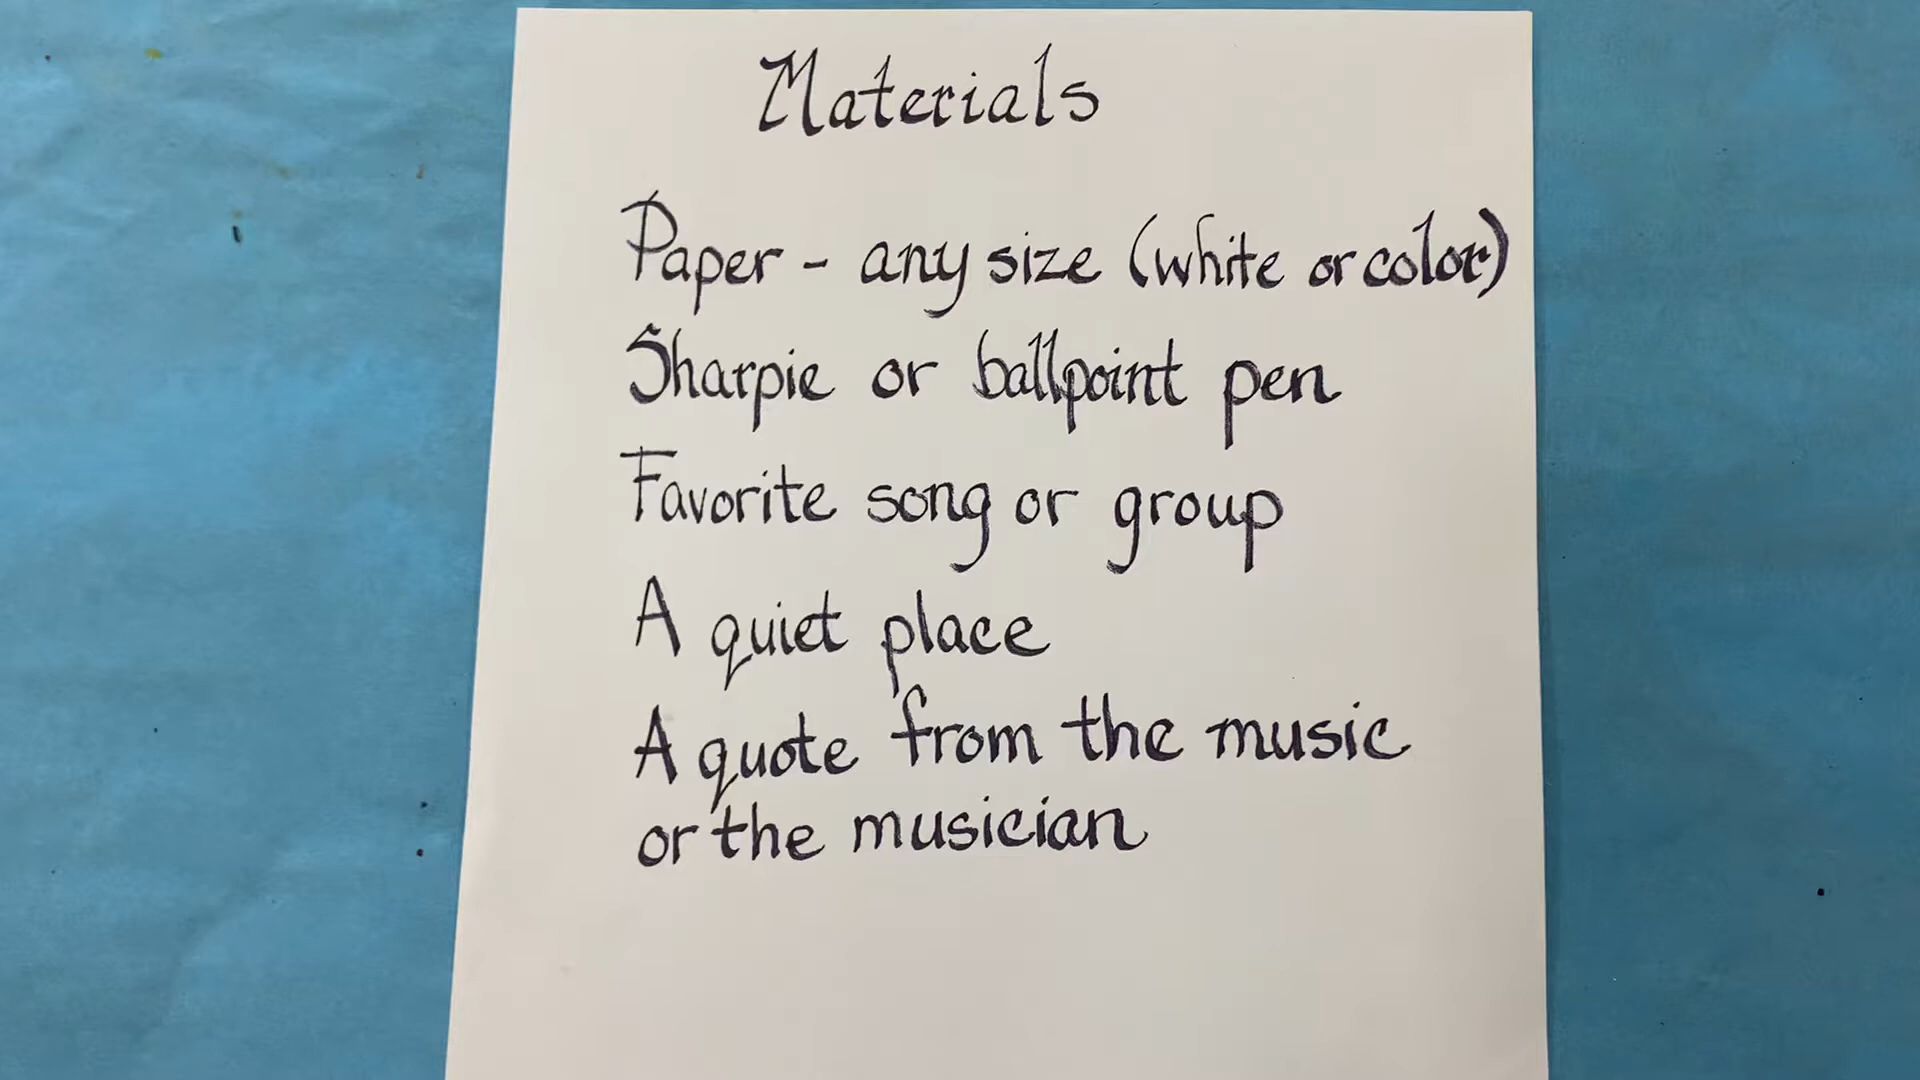 Materials
Paper - any size (white or color)
Sharpie or ballpoint pen
Favorite song or group
A quiet place
A quote from the music
or the musician